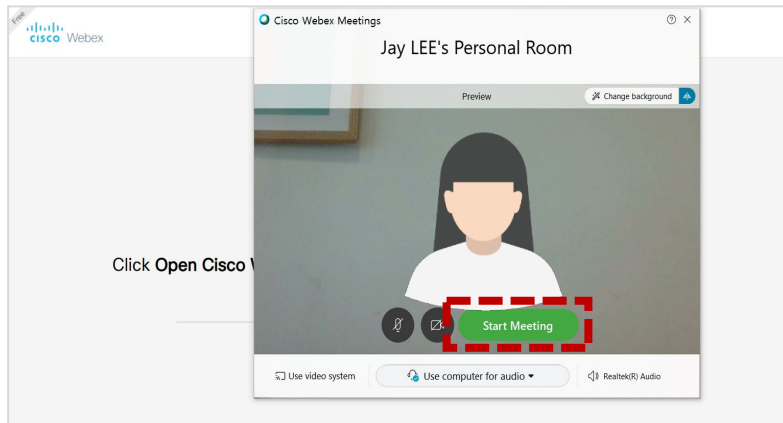 Free
CISCO Webex
Cisco Webex Meetings
Jay LEE's Personal Room
Preview
Change background
Click Open Cisco
Start Meeting
Use video system
Use computer for audio
Realtek(R) Audio